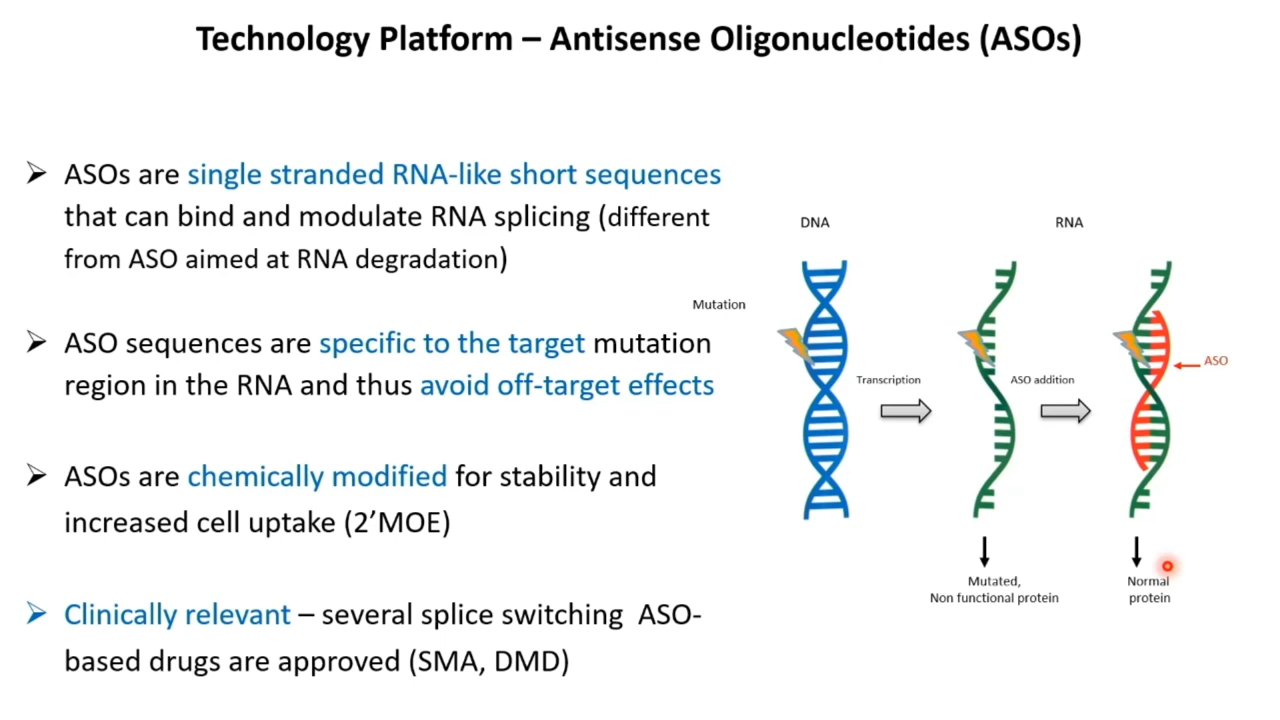 Technology Platform – Antisense Oligonucleotides (ASOs)
➢ ASOs are single stranded RNA-like short sequences
that can bind and modulate RNA splicing (different
from ASO aimed at RNA degradation)
➢ ASO sequences are specific to the target mutation
region in the RNA and thus avoid off-target effects
➢ ASOs are chemically modified for stability and
increased cell uptake (2’MOE)
➢ Clinically relevant – several splice switching ASO-
based drugs are approved (SMA, DMD)
DNA
RNA
Mutation
Transcription
ASO addition
ASO
Mutated,
Non functional protein
Normal
protein